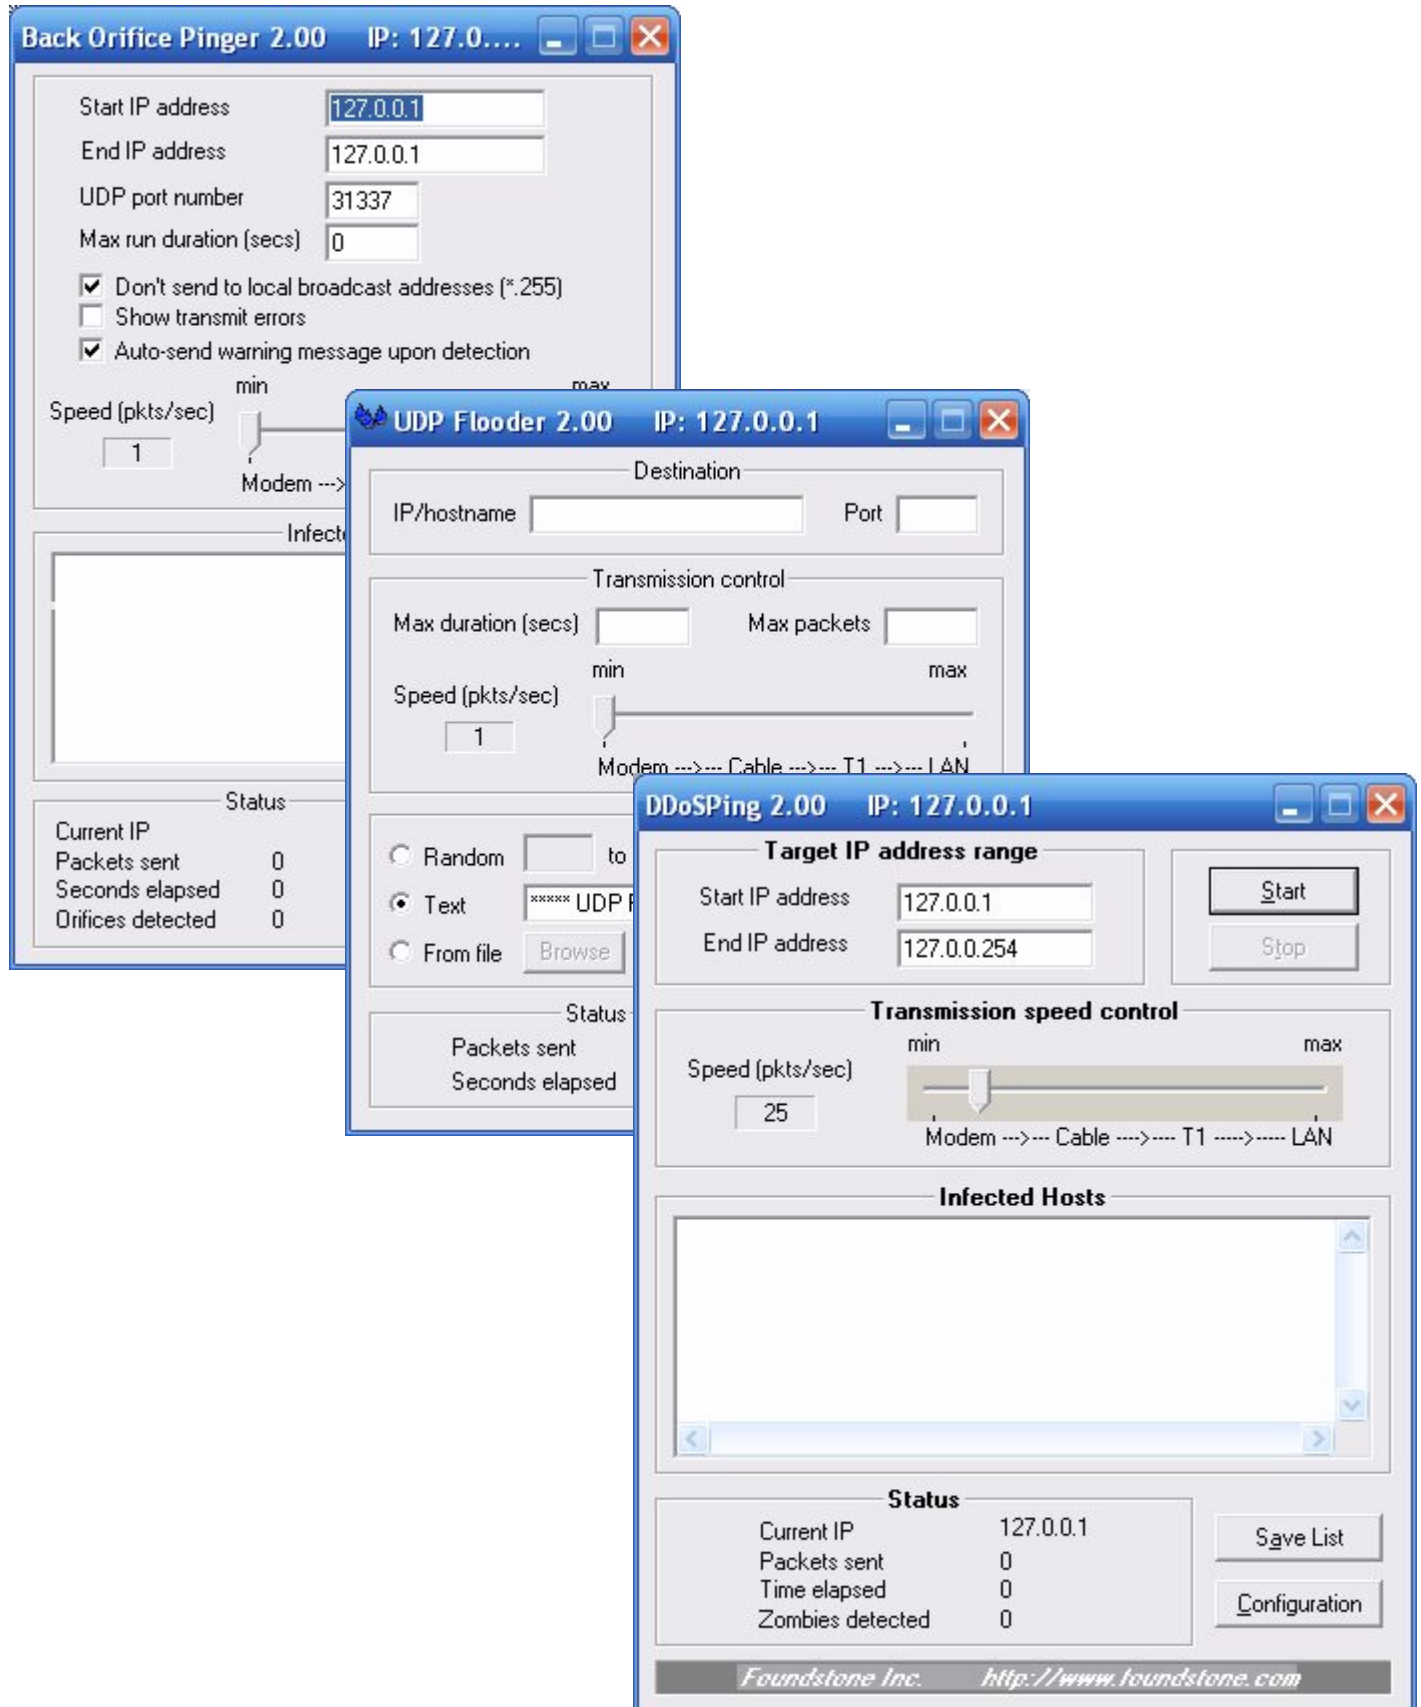 Back Orifice Pinger 2.00 IP: 127.0....
Start IP address 127.0.0.1
End IP address 127.0.0.1
UDP port number 31337
Max run duration (secs) 0
Don't send to local broadcast addresses (*.255)
Show transmit errors
Auto-send warning message upon detection
min max
Speed (pkts/sec)
1
Modem --->
Infecte
Status
Current IP
Packets sent 0
Seconds elapsed 0
Orifices detected 0
UDP Flooder 2.00 IP: 127.0.0.1
Destination
IP/hostname Port
Transmission control
Max duration (secs) Max packets
min max
Speed (pkts/sec)
1
Modem --->--- Cable --->--- T1 --->--- LAN
Random to
Text ***** UDP F
From file Browse
Status
Packets sent
Seconds elapsed
DDoSPing 2.00 IP: 127.0.0.1
Target IP address range
Start IP address 127.0.0.1
End IP address 127.0.0.254
Start
Stop
Transmission speed control
min max
Speed (pkts/sec)
25
Modem --->--- Cable ---->---- T1 ----->----- LAN
Infected Hosts
Status
Current IP 127.0.0.1
Packets sent 0
Time elapsed 0
Zombies detected 0
Save List
Configuration
Foundstone Inc. http://www.foundstone.com